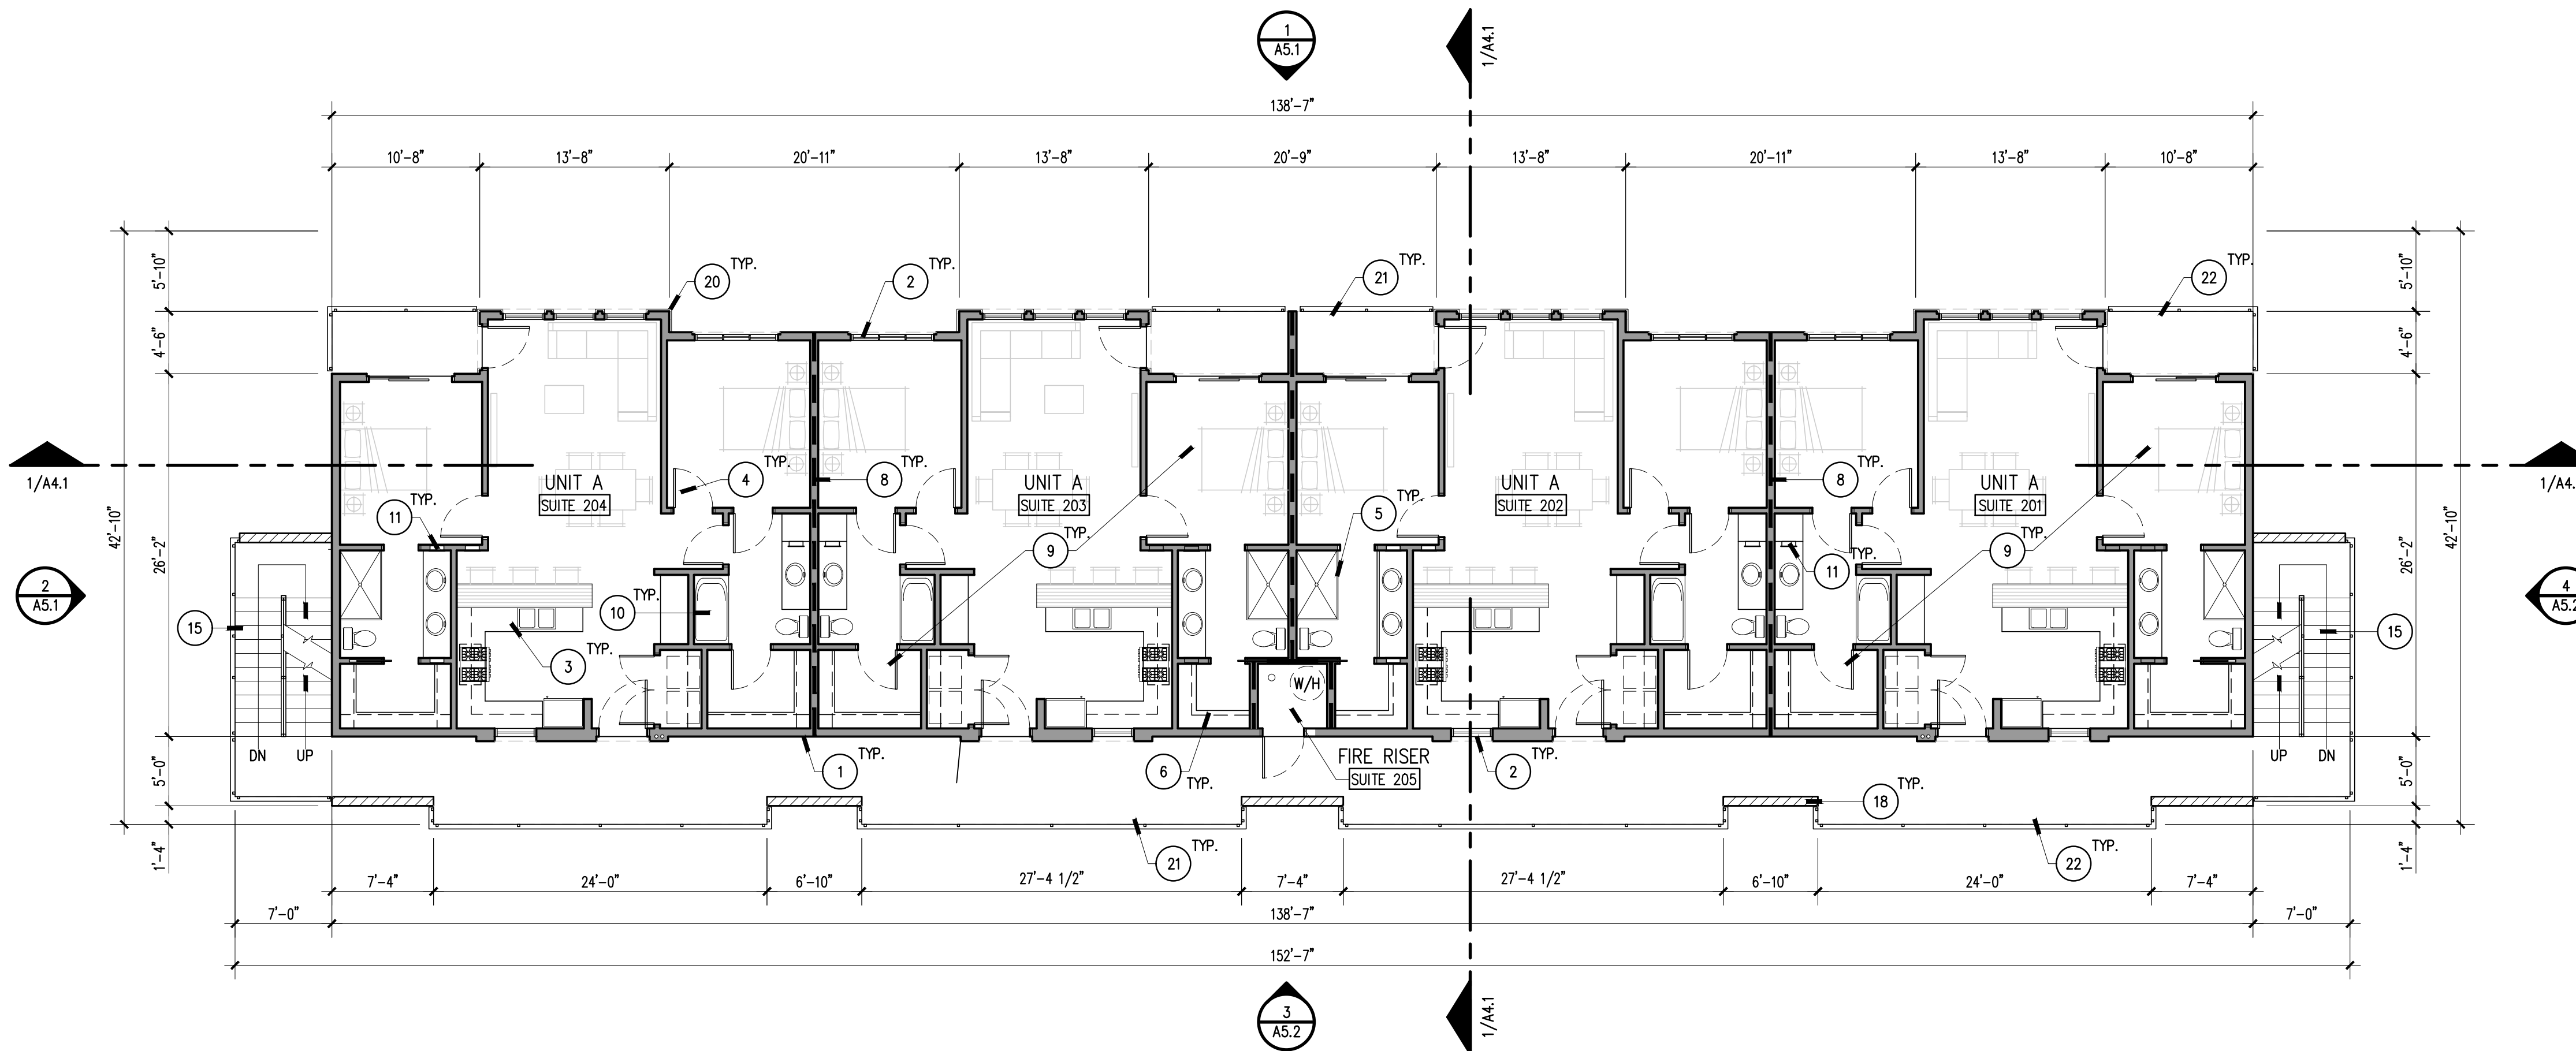 1
A5.1
1/A4.1
138'-7"
10'-8"
13'-8"
20'-11"
13'-8"
20'-9"
13'-8"
20'-11"
13'-8"
10'-8"
42'-10"
5'-10"
4'-6"
26'-2"
5'-0"
1'-4"
5'-10"
4'-6"
26'-2"
5'-0"
1'-4"
42'-10"
20 TYP.
2 TYP.
21 TYP.
22 TYP.
1/A4.1
1/A4.
UNIT A
SUITE 204
4 TYP.
8 TYP.
UNIT A
SUITE 203
UNIT A
SUITE 202
8 TYP.
UNIT A
SUITE 201
11 TYP.
5 TYP.
9 TYP.
9 TYP.
11 TYP.
2
A5.1
4
A5.2
10 TYP.
15
15
3 TYP.
W/H
DN
UP
UP
DN
1 TYP.
6 TYP.
FIRE RISER
SUITE 205
2 TYP.
18 TYP.
21 TYP.
22 TYP.
7'-4"
24'-0"
6'-10"
27'-4 1/2"
7'-4"
27'-4 1/2"
6'-10"
24'-0"
7'-4"
7'-0"
138'-7"
7'-0"
152'-7"
3
A5.2
1/A4.1